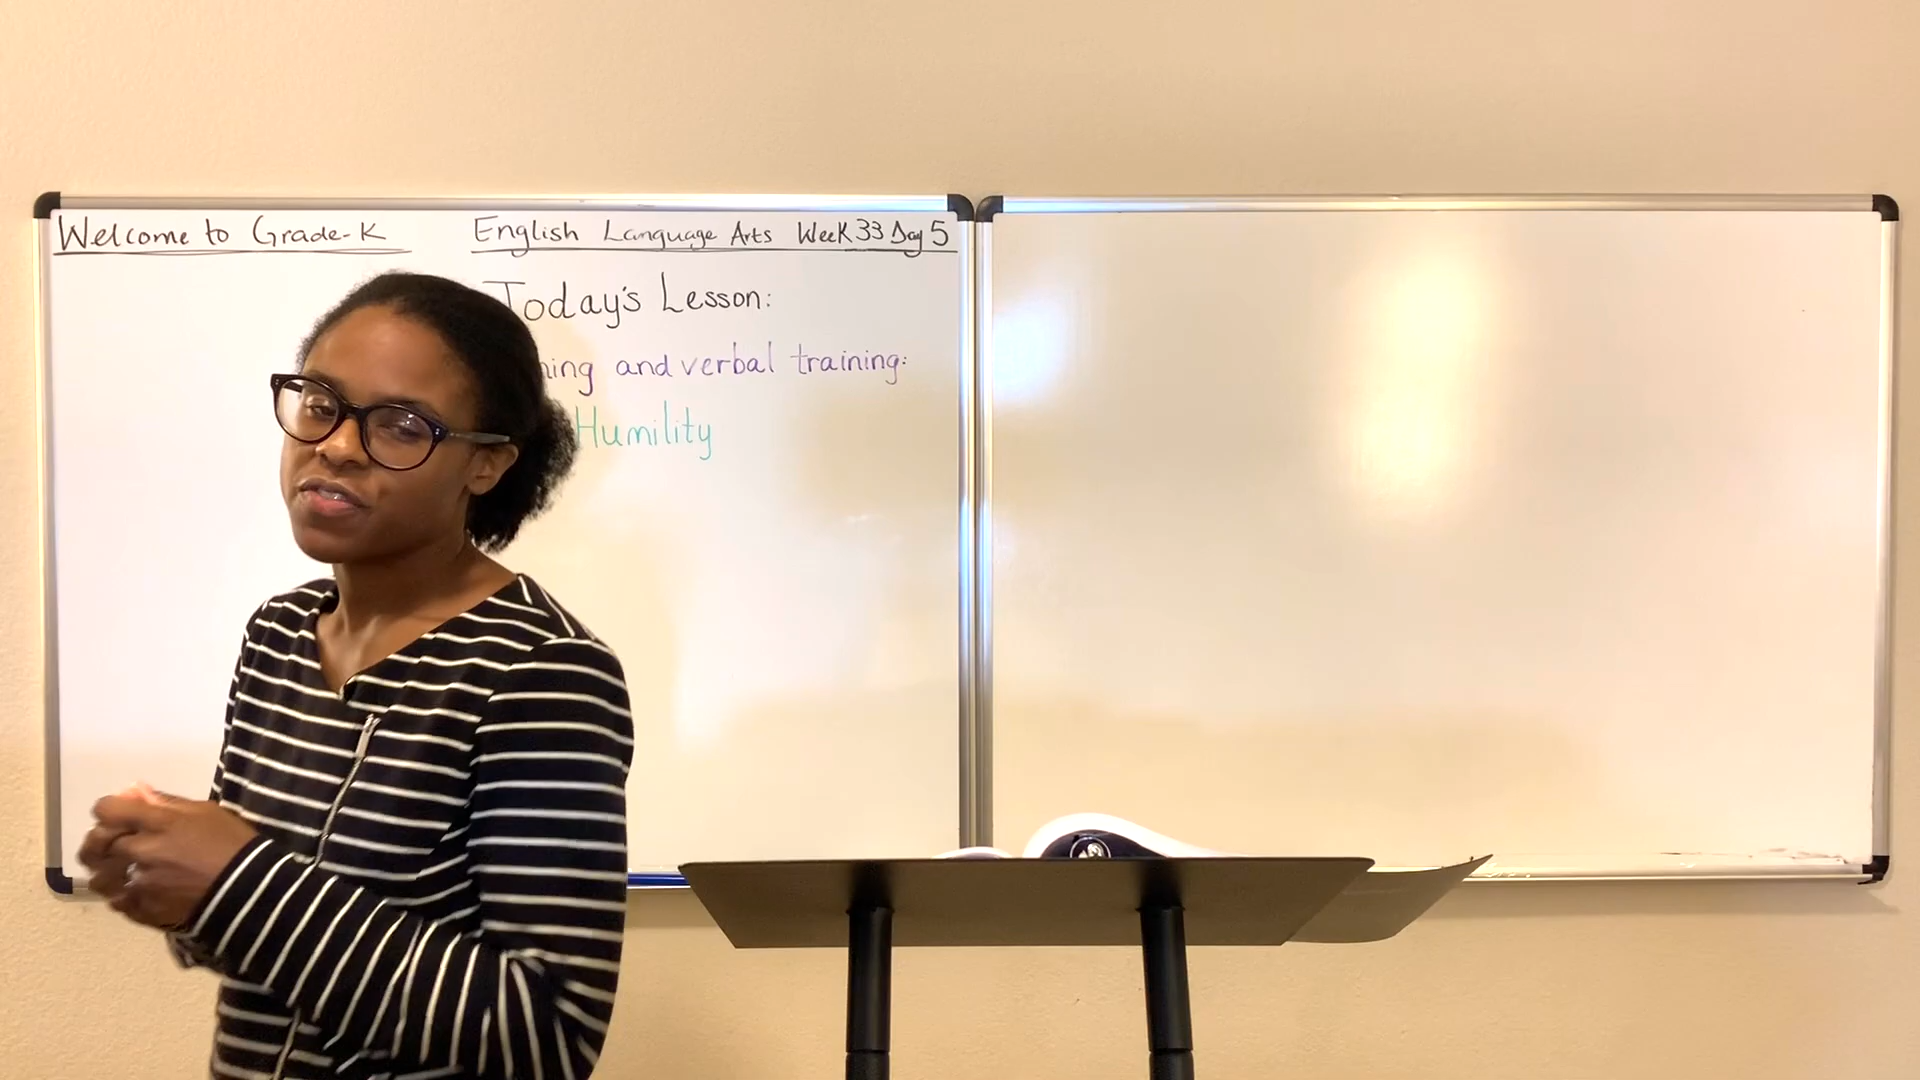 Welcome to Grade-K
English Language Arts Week 33 Day 5
Today's Lesson:
and verbal training:
Humility